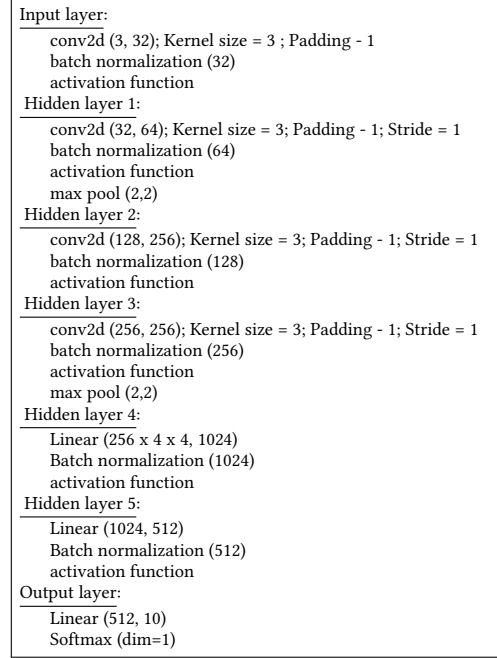 Input layer:
conv2d (3, 32); Kernel size = 3 ; Padding - 1
batch normalization (32)
activation function
Hidden layer 1:
conv2d (32, 64); Kernel size = 3; Padding - 1; Stride = 1
batch normalization (64)
activation function
max pool (2,2)
Hidden layer 2:
conv2d (128, 256); Kernel size = 3; Padding - 1; Stride = 1
batch normalization (128)
activation function
Hidden layer 3:
conv2d (256, 256); Kernel size = 3; Padding - 1; Stride = 1
batch normalization (256)
activation function
max pool (2,2)
Hidden layer 4:
Linear (256 x 4 x 4, 1024)
Batch normalization (1024)
activation function
Hidden layer 5:
Linear (1024, 512)
Batch normalization (512)
activation function
Output layer:
Linear (512, 10)
Softmax (dim=1)